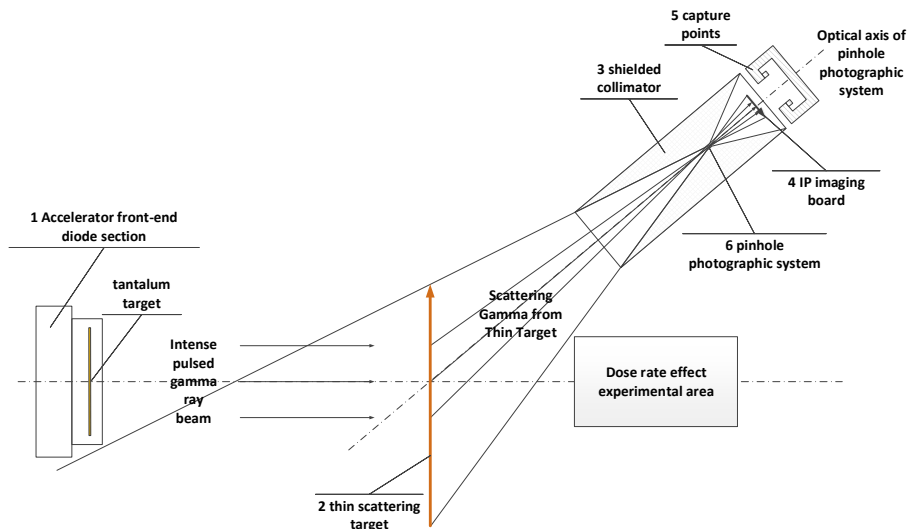 5 capture
points
Optical axis of
pinhole
photographic
system
3 shielded
collimator
4 IP imaging
board
1 Accelerator front-end
diode section
6 pinhole
photographic system
tantalum
target
Scattering
Gamma from
Thin Target
Intense
pulsed
gamma
ray
beam
Dose rate effect
experimental area
2 thin scattering
target